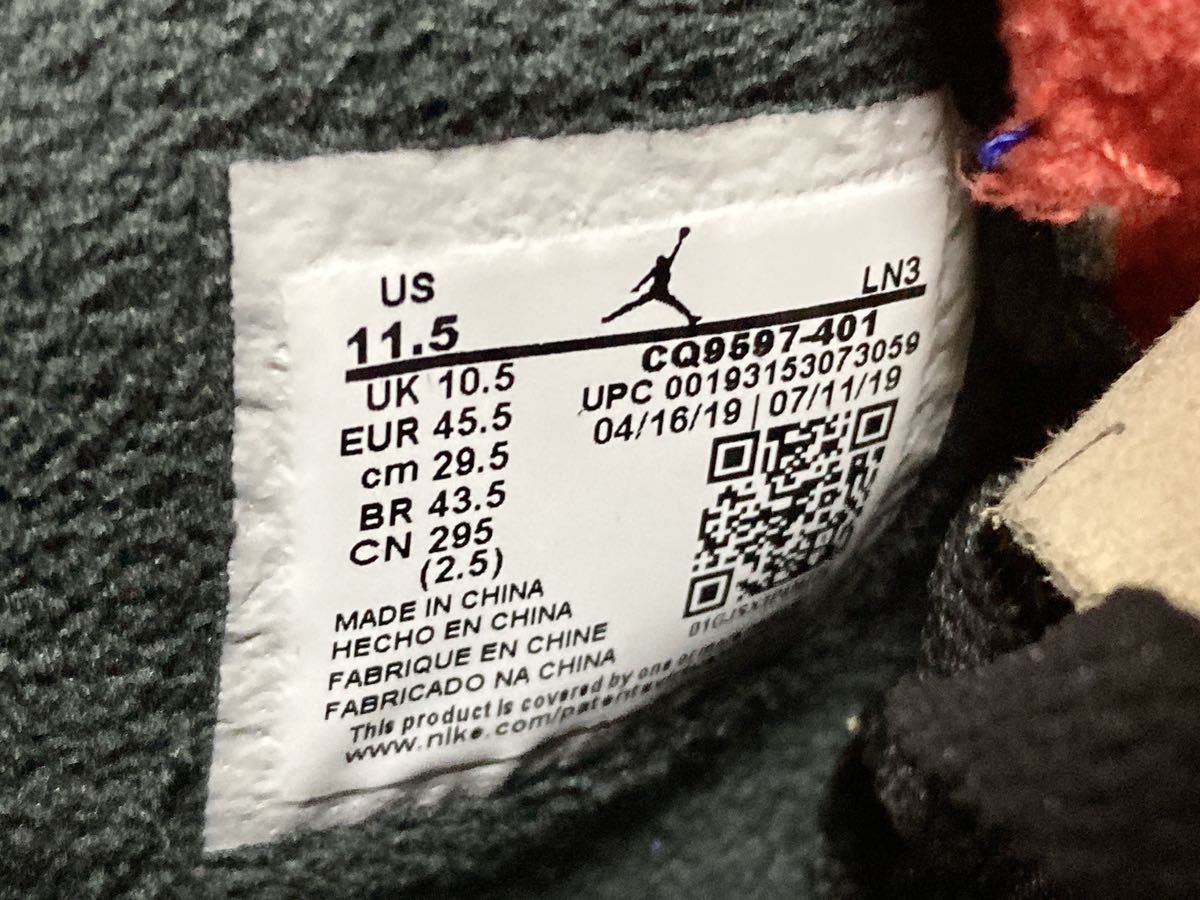 US
11.5
LN3
UK 10.5
EUR 45.5
cm 29.5
BR 43.5
CN 295
(2.5)
CQ9597-401
UPC 00193153073059
04/16/19 | 07/11/19
MADE IN CHINA
HECHO EN CHINA
FABRIQUE EN CHINE
FABRICADO NA CHINA
This product is covered by one or
www.nike.com/patents